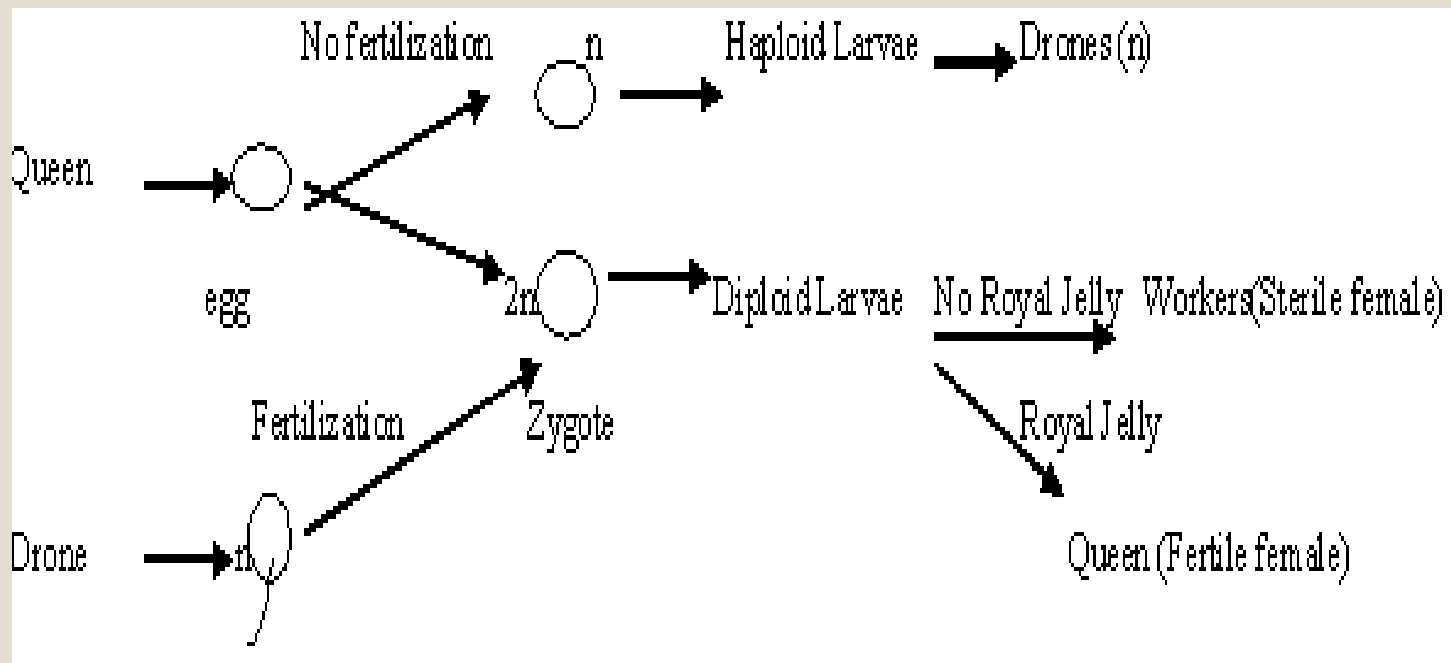 No fertilization n Haploid Larvae Drones (n)
Queen
egg 2n Diploid Larvae No Royal Jelly Workers(Sterile female)
Fertilization Zygote Royal Jelly
Drone n Queen (Fertile female)